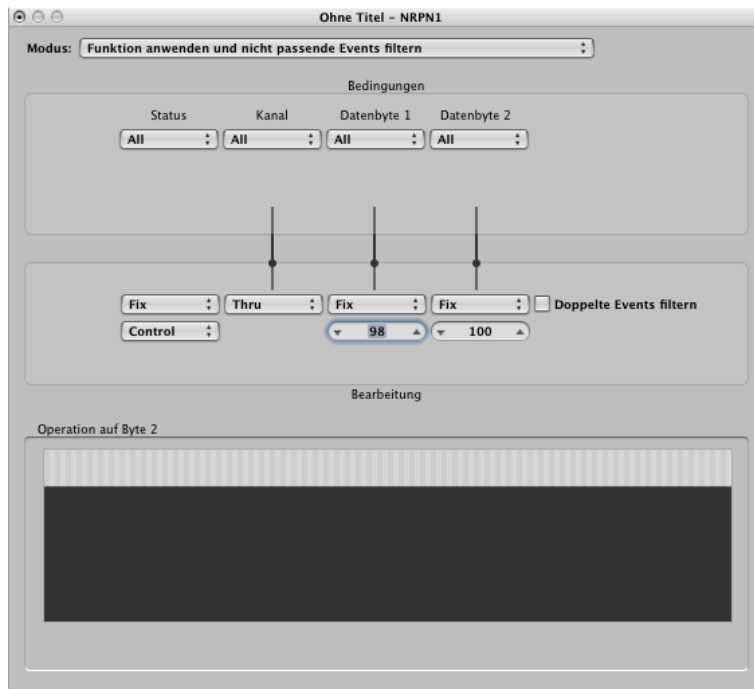 Ohne Titel – NRPN1
Modus: Funktion anwenden und nicht passende Events filtern
Bedingungen
Status Kanal Datenbyte 1 Datenbyte 2
All All All All
Fix Thru Fix Fix Doppelte Events filtern
Control 98 100
Bearbeitung
Operation auf Byte 2